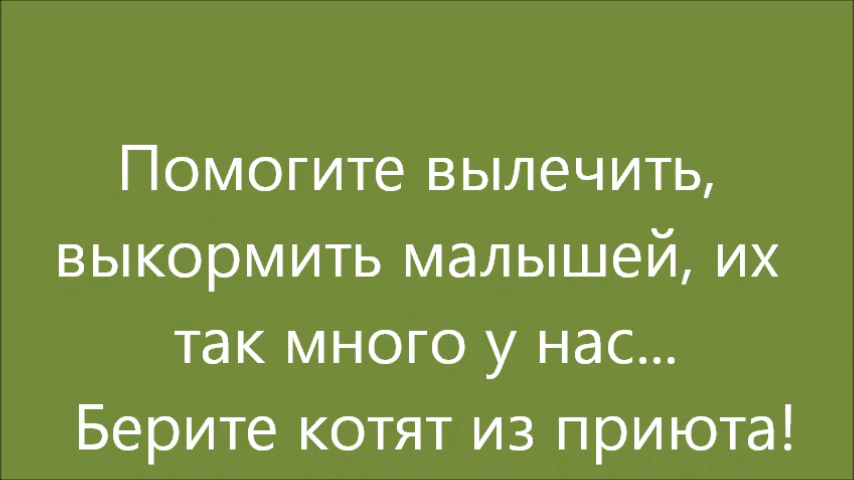 Помогите вылечить,
выкормить малышей, их
так много у нас...
Берите котят из приюта!